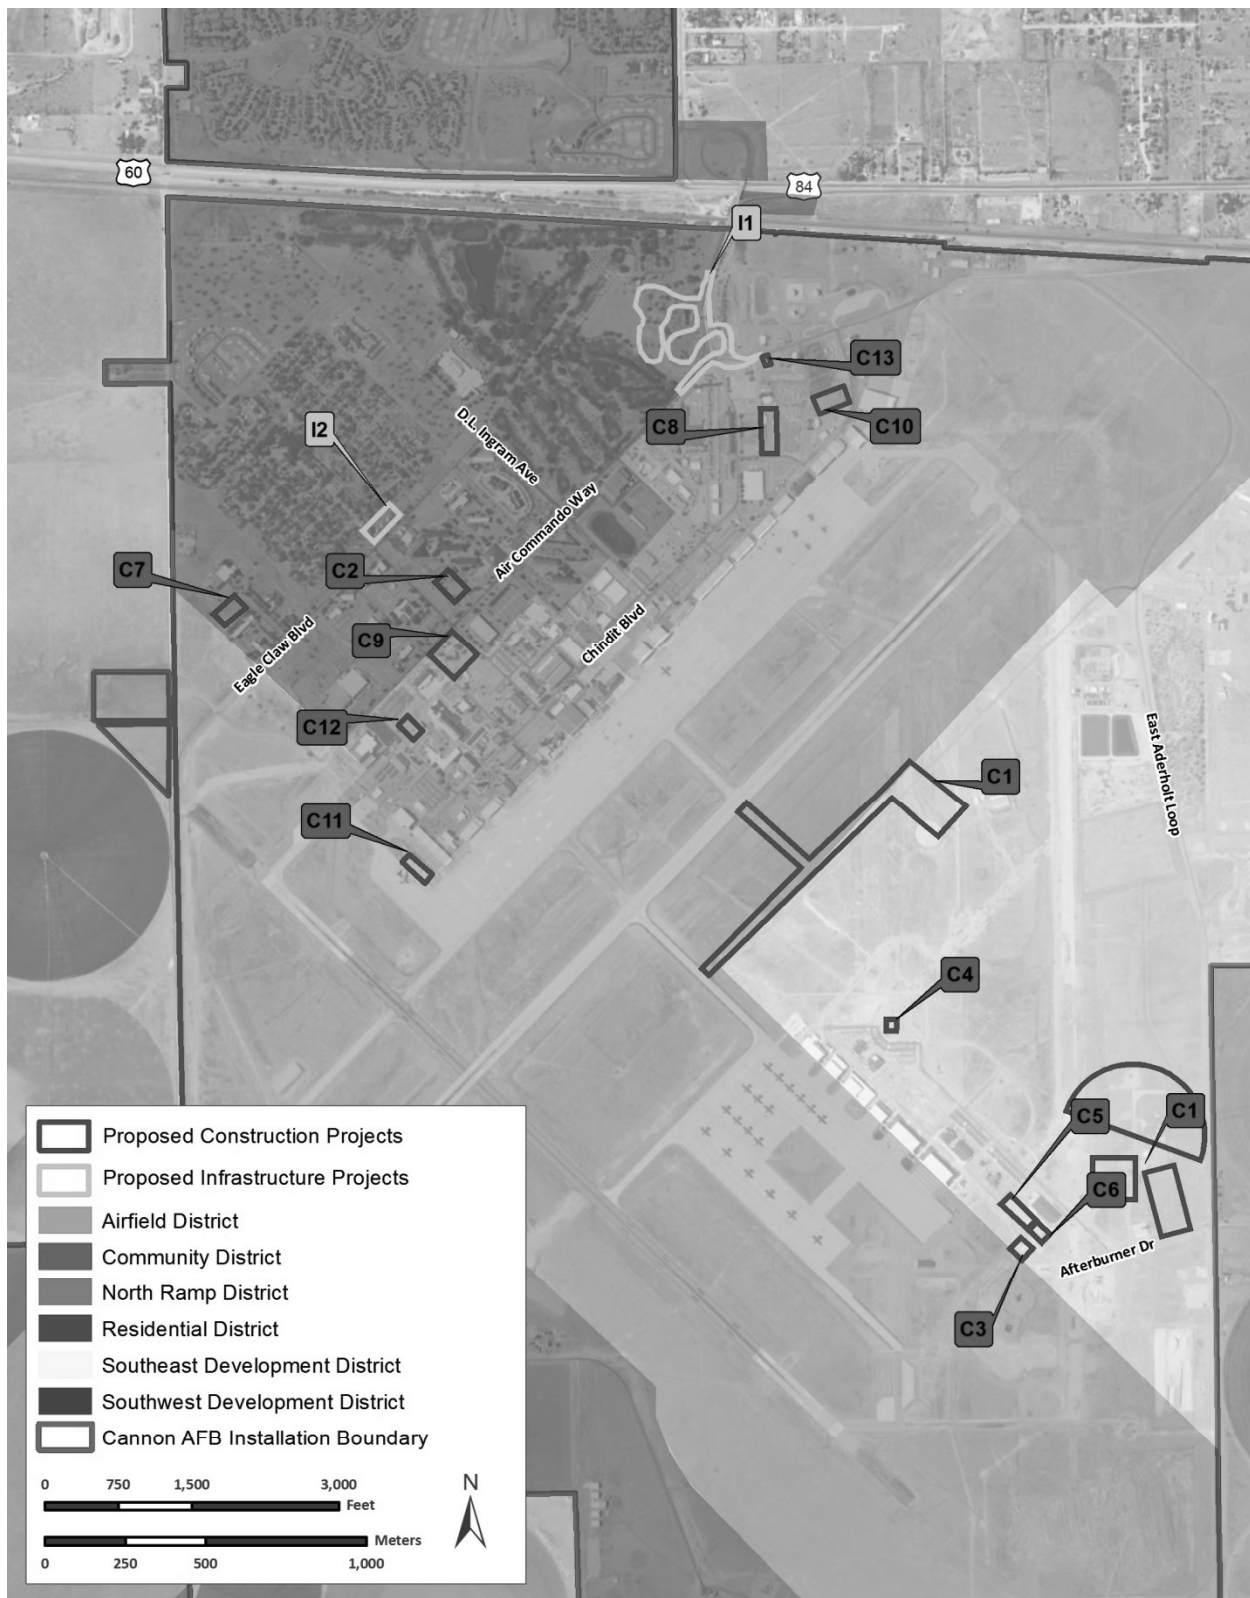 60
84
I1
C13
C10
C8
D.L. Ingram Ave
I2
Air Commando Way
C2
C7
C9
Chindit Blvd
Eagle Claw Blvd
C12
C1
East Aderholt Loop
C11
C4
C5
C1
C6
Afterburner Dr
C3
Proposed Construction Projects
Proposed Infrastructure Projects
Airfield District
Community District
North Ramp District
Residential District
Southeast Development District
Southwest Development District
Cannon AFB Installation Boundary
0 750 1,500 3,000
Feet
Meters
0 250 500 1,000
N